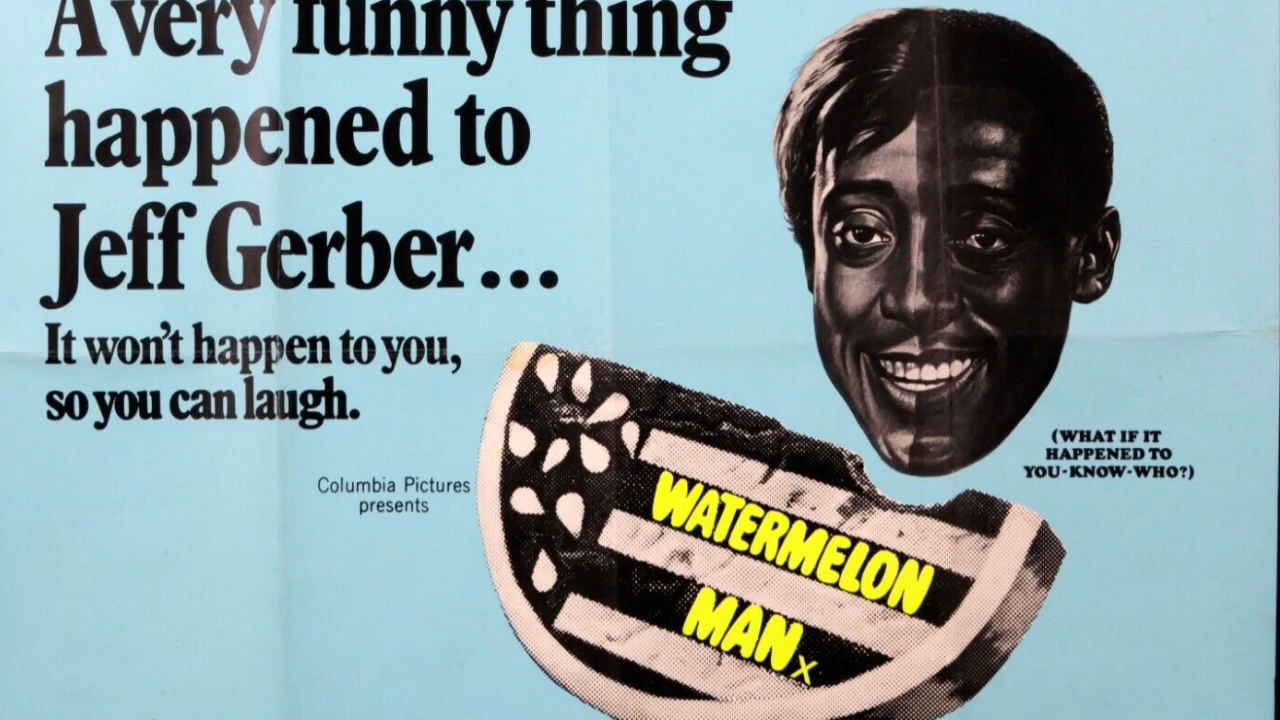 A very funny thing
happened to
Jeff Gerber...
It won't happen to you,
so you can laugh.
Columbia Pictures
presents
(WHAT IF IT
HAPPENED TO
YOU-KNOW-WHO?)
WATERMELON
MAN X